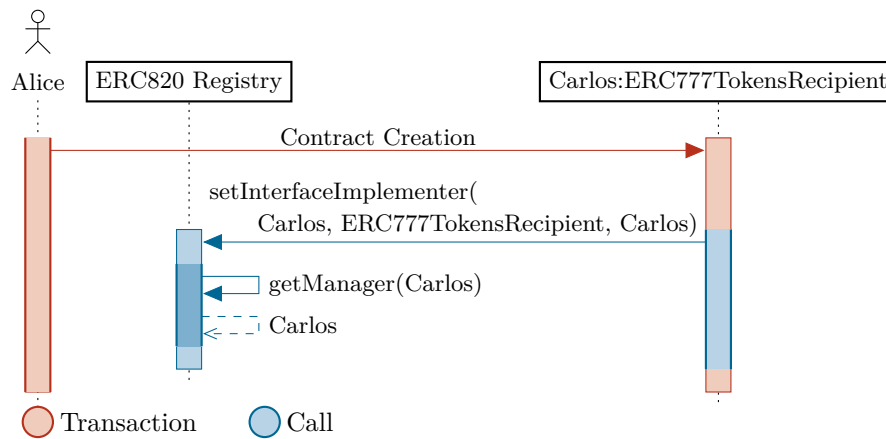 Alice
ERC820 Registry
Carlos:ERC777TokensRecipient
Contract Creation
setInterfaceImplementer(
Carlos, ERC777TokensRecipient, Carlos)
getManager(Carlos)
Carlos
Transaction
Call